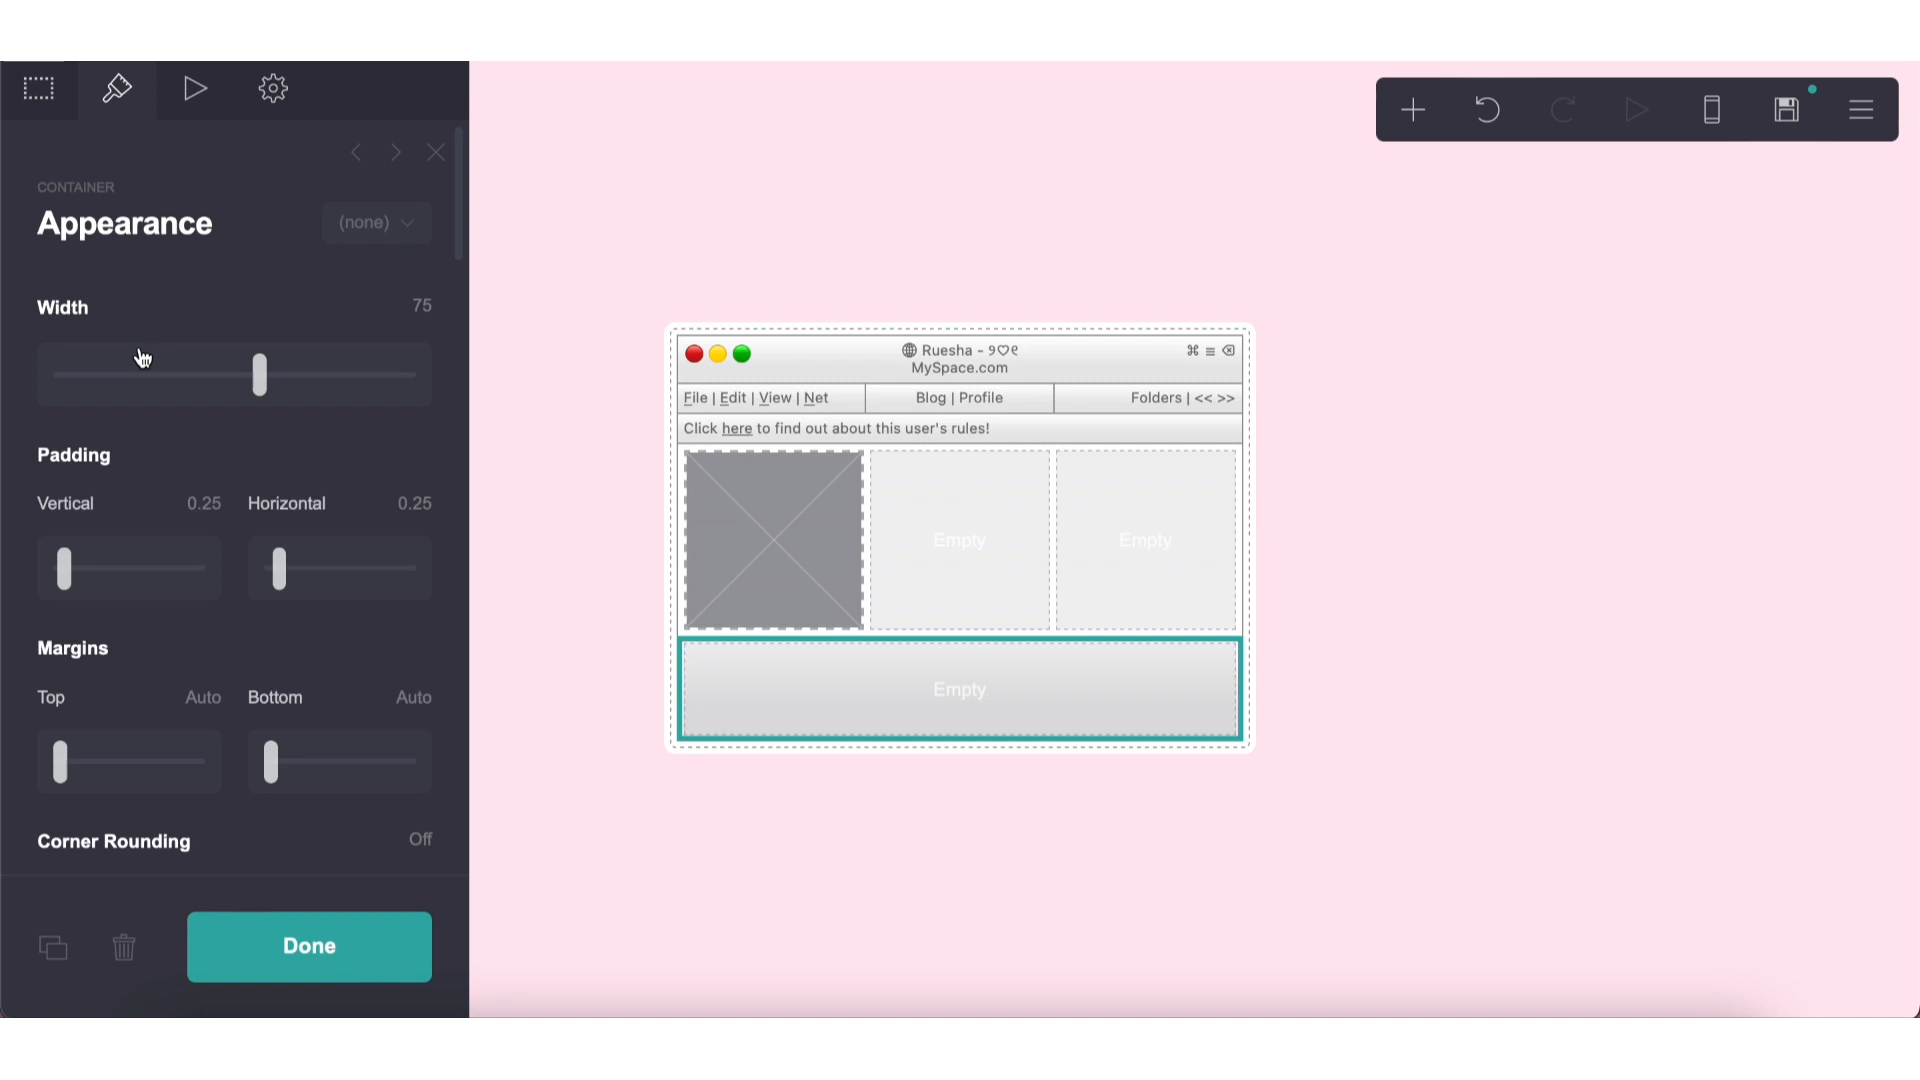 CONTAINER
Appearance
(none)
Width 75
Padding
Vertical 0.25 Horizontal 0.25
Margins
Top Auto Bottom Auto
Corner Rounding Off
Done
Ruesha - ୨♡୧
MySpace.com
File | Edit | View | Net
Blog | Profile
Folders | << >>
Click here to find out about this user's rules!
Empty
Empty
Empty